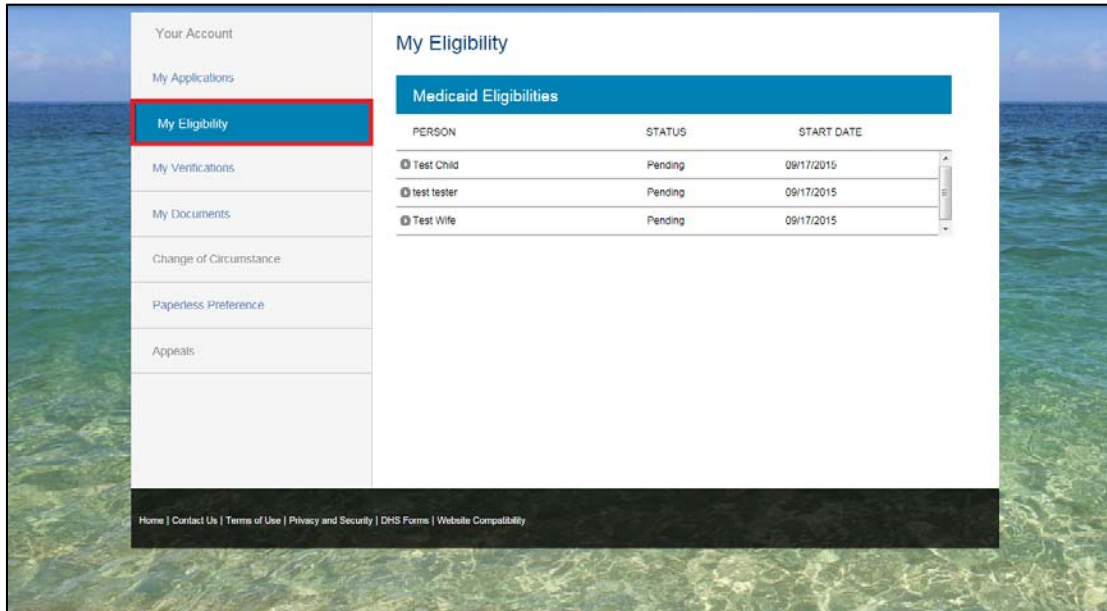 Your Account
My Applications
My Eligibility
My Verifications
My Documents
Change of Circumstance
Paperless Preference
Appeals
My Eligibility
Medicaid Eligibilities
PERSON STATUS START DATE
Test Child Pending 09/17/2015
test tester Pending 09/17/2015
Test Wife Pending 09/17/2015
Home | Contact Us | Terms of Use | Privacy and Security | DHS Forms | Website Compatibility